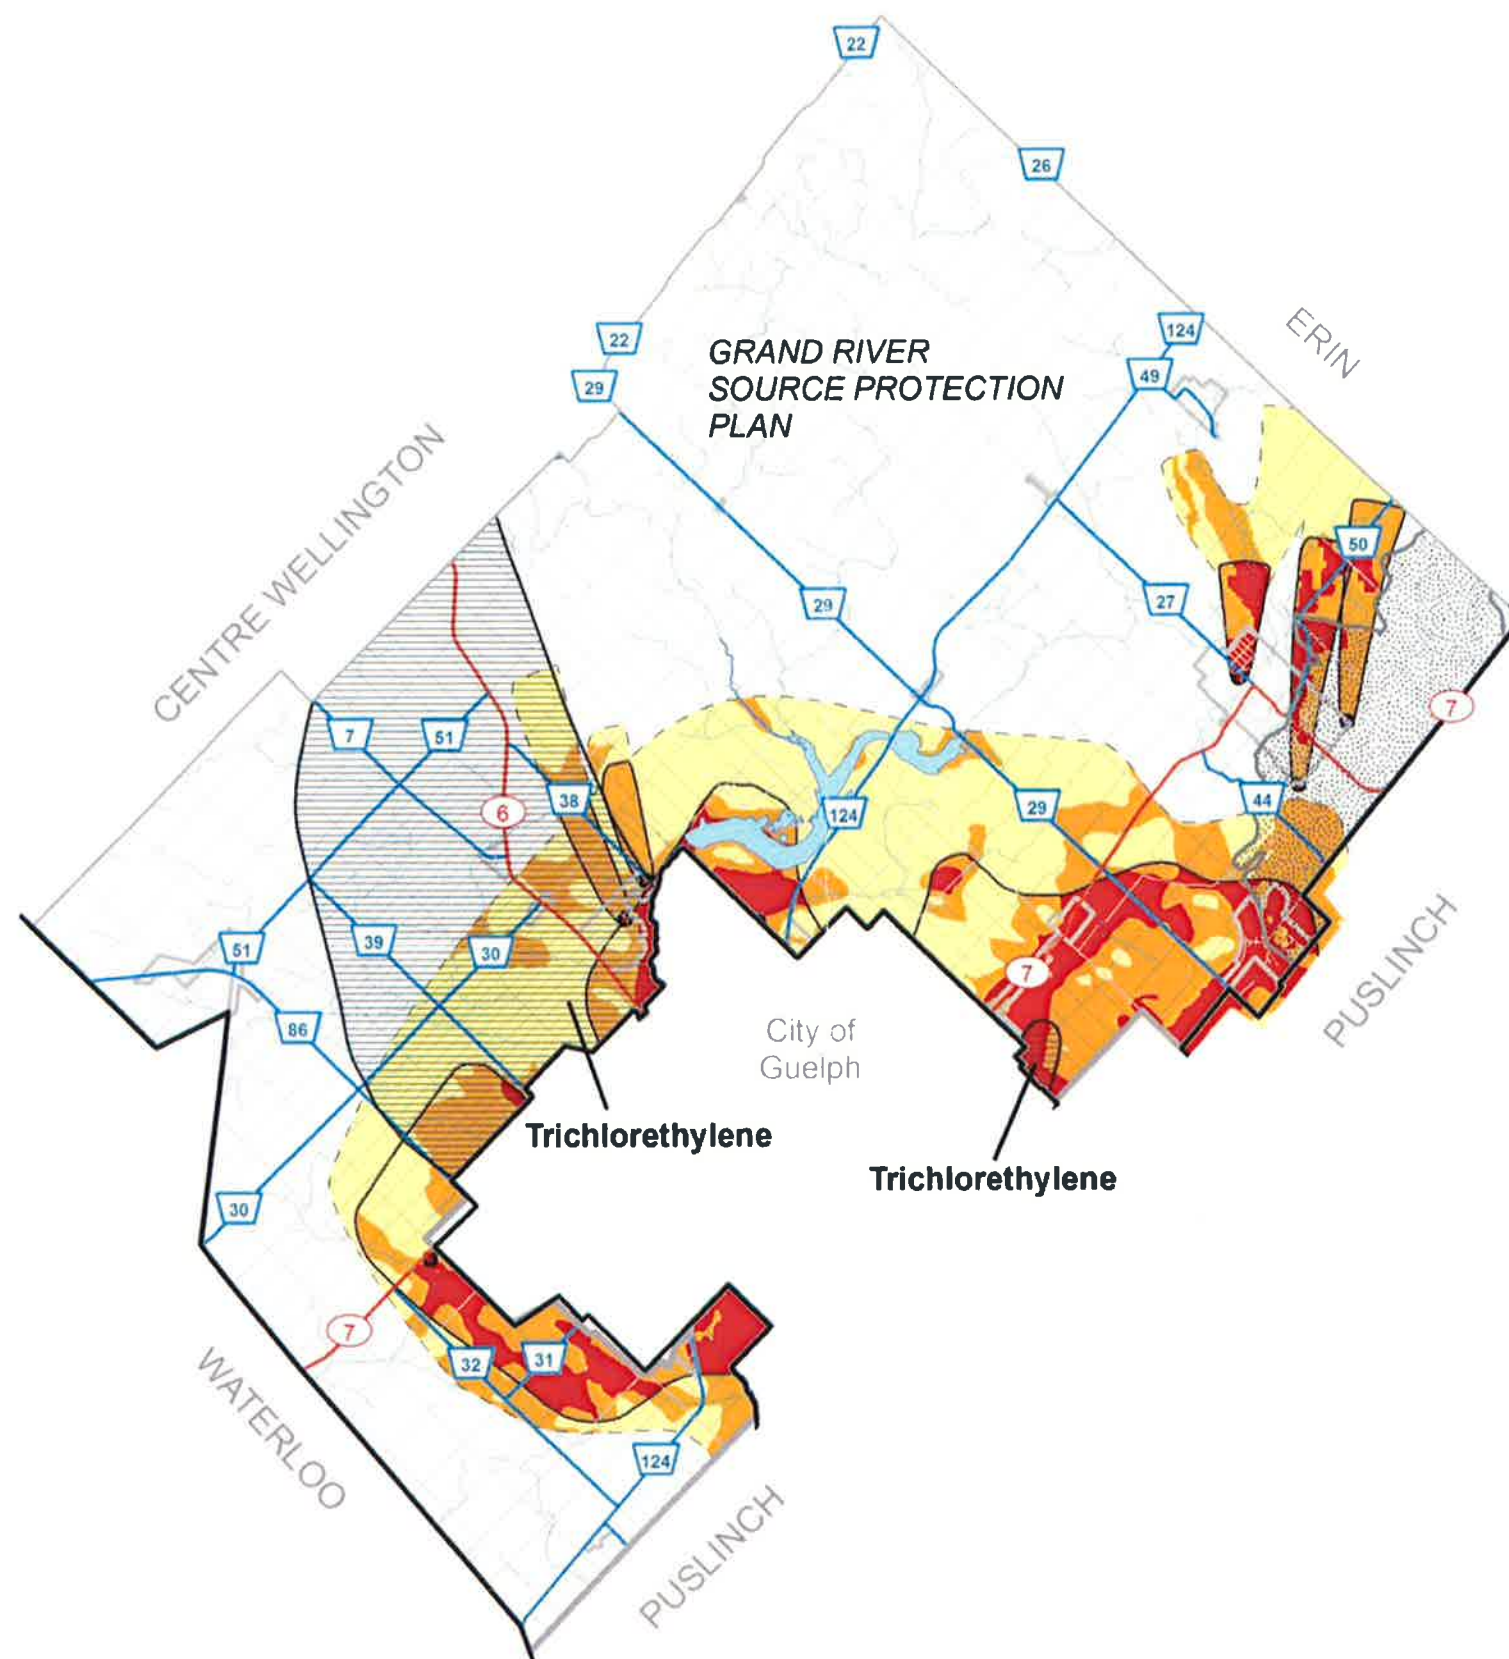 22
26
124
ERIN
22
GRAND RIVER
49
29
SOURCE PROTECTION
PLAN
CENTRE WELLINGTON
50
29
27
7
7
51
38
6
124
29
44
51
39
30
7
PUSLINCH
86
City of
Guelph
Trichlorethylene
Trichlorethylene
30
7
32
31
WATERLOO
124
PUSLINCH